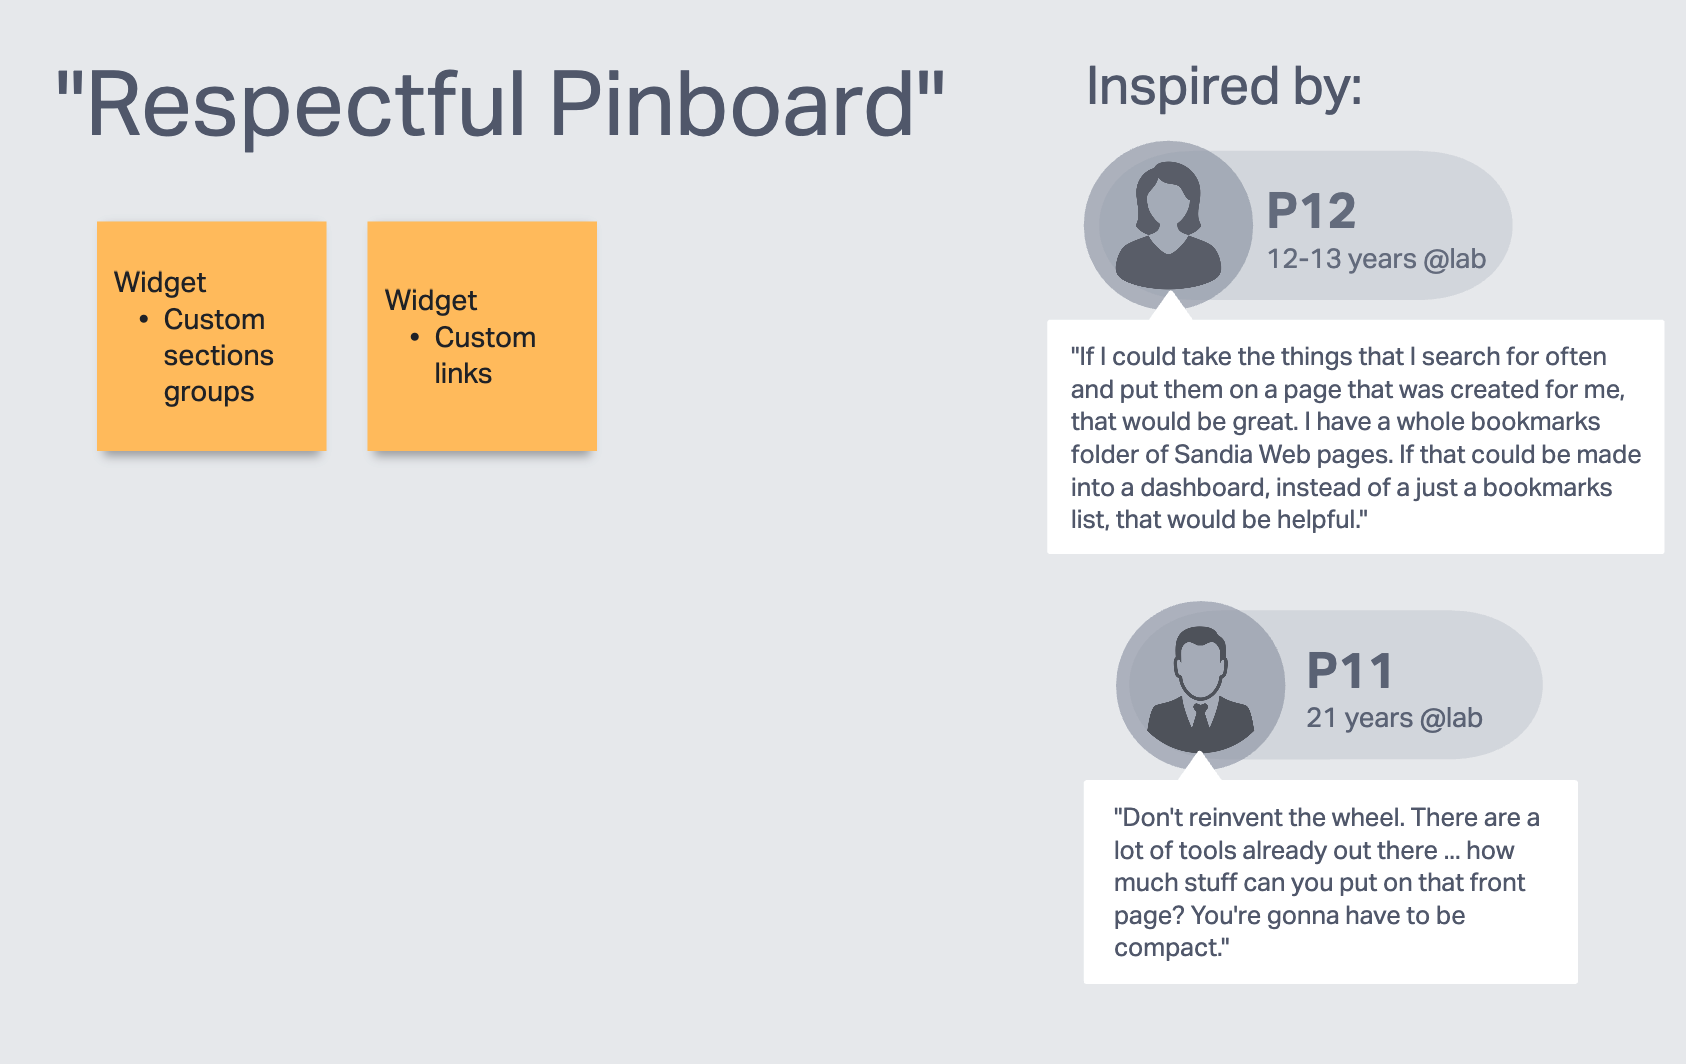 "Respectful Pinboard"
Widget
• Custom
sections
groups
Widget
• Custom
links
Inspired by:
P12
12-13 years @lab
"If I could take the things that I search for often
and put them on a page that was created for me,
that would be great. I have a whole bookmarks
folder of Sandia Web pages. If that could be made
into a dashboard, instead of a just a bookmarks
list, that would be helpful."
P11
21 years @lab
"Don't reinvent the wheel. There are a
lot of tools already out there ... how
much stuff can you put on that front
page? You're gonna have to be
compact."